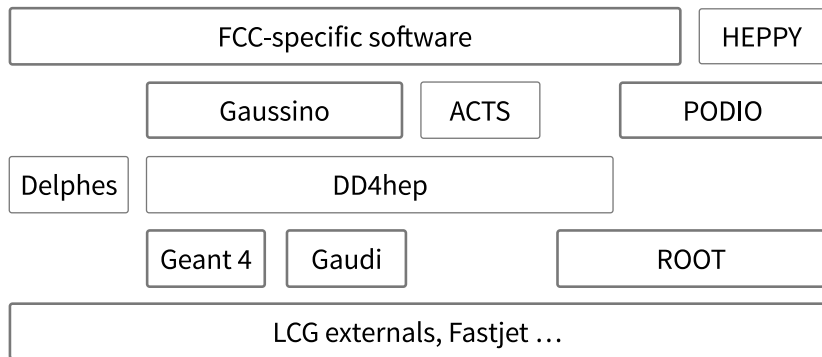 FCC-specific software
HEPPY
Gaussino
ACTS
PODIO
Delphes
DD4hep
Geant 4
Gaudi
ROOT
LCG externals, Fastjet …